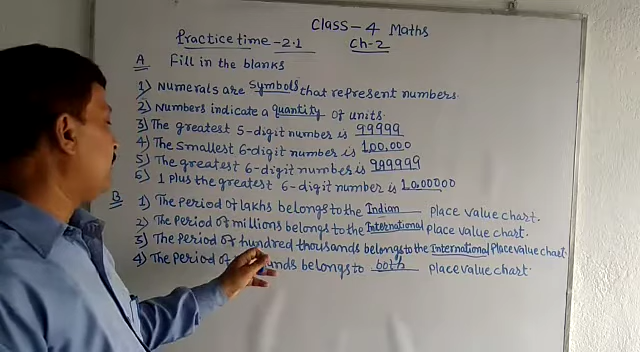 Class-4 Maths
Practice time-2.1 Ch-2
A Fill in the blanks
1) Numerals are Symbols that represent numbers.
2) Numbers indicate a quantity of units.
3) The greatest 5-digit number is 99999
4) The smallest 6-digit number is 1,00,000
5) The greatest 6-digit number is 999999
6) 1 plus the greatest 6-digit number is 10,00000
B 1) The period of lakhs belongs to the Indian place value chart.
2) The period of millions belongs to the International place value chart.
3) The period of hundred thousands belongs to the International Place value chart.
4) The period of belongs to both place value chart.